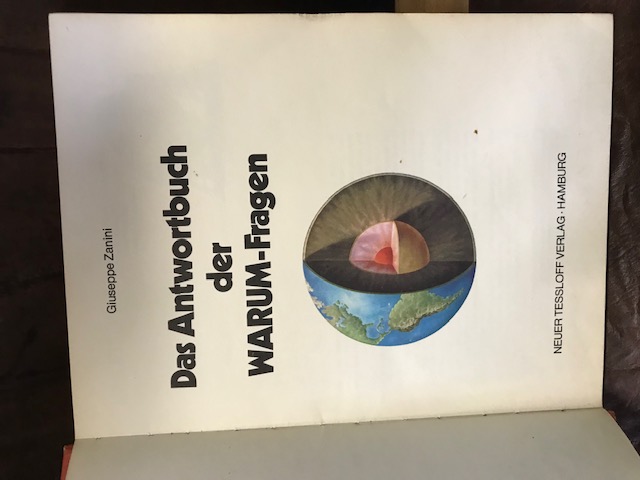 Giuseppe Zanini
Das Antwortbuch
der
WARUM-Fragen
NEUER TESSLOFF VERLAG · HAMBURG